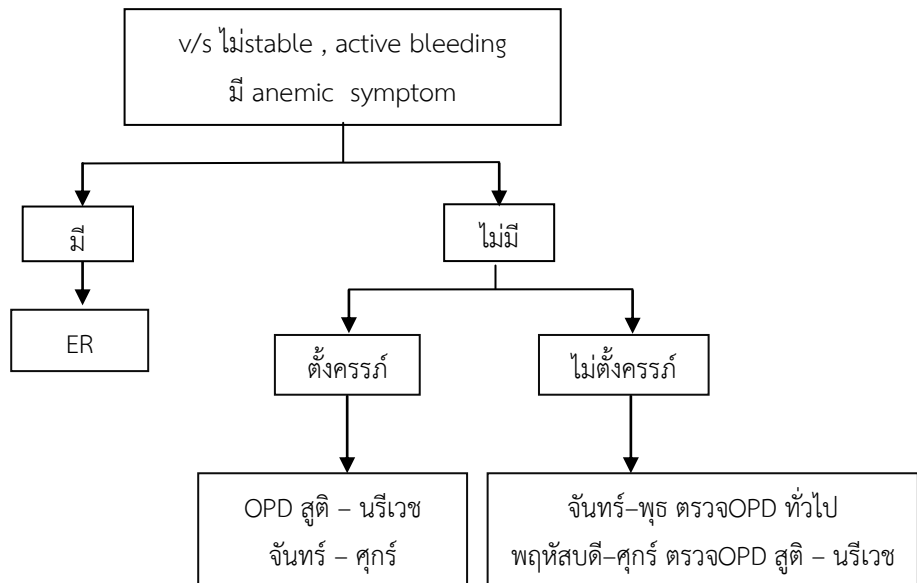 v/s ไม่stable , active bleeding
มี anemic symptom
มี
ไม่มี
ER
ตั้งครรภ์
ไม่ตั้งครรภ์
OPD สูติ – นรีเวช
จันทร์ – ศุกร์
จันทร์–พุธ ตรวจOPD ทั่วไป
พฤหัสบดี–ศุกร์ ตรวจOPD สูติ – นรีเวช